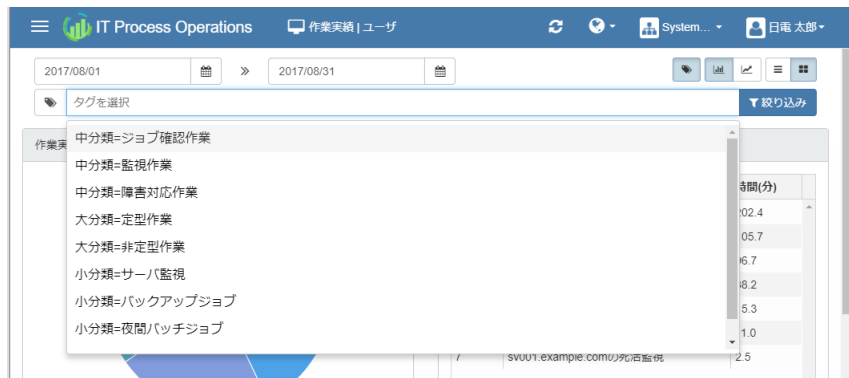 IT Process Operations 作業実績 | ユーザ System... 日電 太郎
2017/08/01 » 2017/08/31
タグを選択 絞り込み
作業実
中分類=ジョブ確認作業
中分類=監視作業
中分類=障害対応作業
大分類=定型作業
大分類=非定型作業
小分類=サーバ監視
小分類=バックアップジョブ
小分類=夜間バッチジョブ
時間(分)
202.4
05.7
96.7
38.2
5.3
1.0
7 sv001.example.comの死活監視 2.5